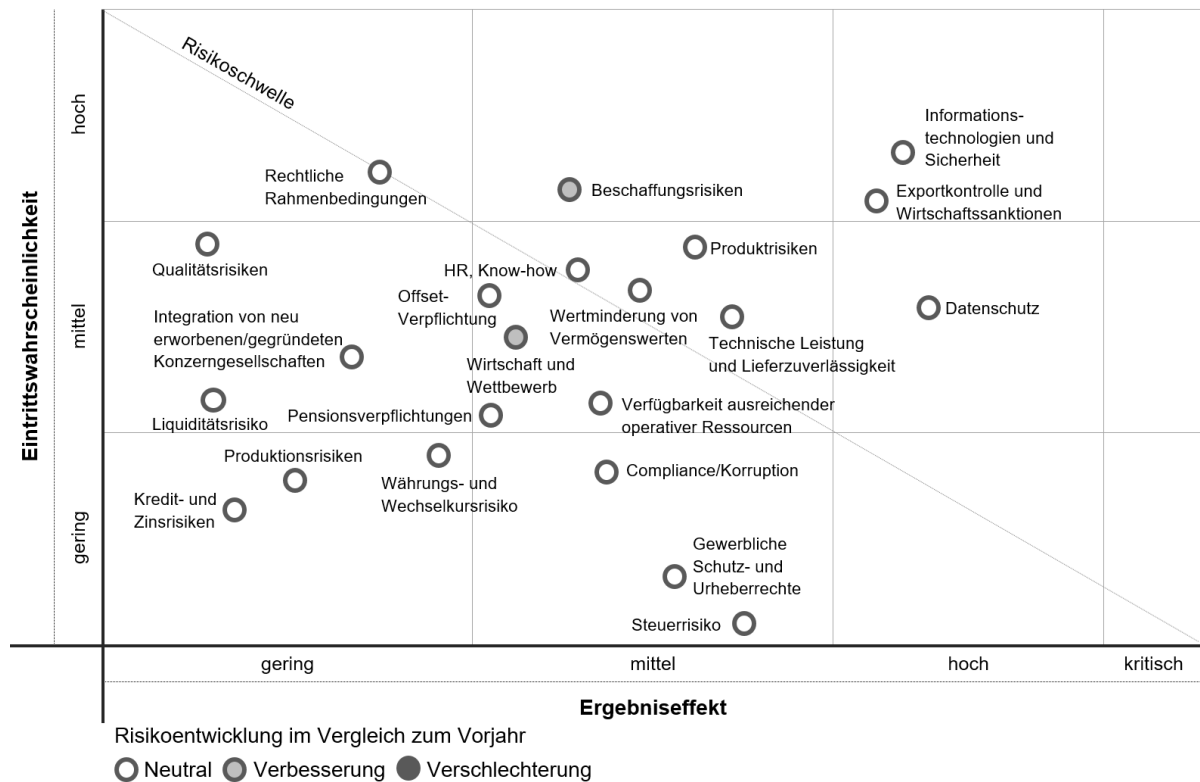 Risikoschwelle
Informations-
technologien und
Sicherheit
Rechtliche
Rahmenbedingungen
Beschaffungsrisiken
Exportkontrolle und
Wirtschaftssanktionen
Qualitätsrisiken
HR, Know-how
Produktrisiken
Offset-
Verpflichtung
Wertminderung von
Vermögenswerten
Datenschutz
Integration von neu
erworbenen/gegründeten
Konzerngesellschaften
Technische Leistung
und Lieferzuverlässigkeit
Wirtschaft und
Wettbewerb
Liquiditätsrisiko
Pensionsverpflichtungen
Verfügbarkeit ausreichender
operativer Ressourcen
Produktionsrisiken
Währungs- und
Wechselkursrisiko
Compliance/Korruption
Kredit- und
Zinsrisiken
Gewerbliche
Schutz- und
Urheberrechte
Steuerrisiko
Eintrittswahrscheinlichkeit
hoch
mittel
gering
gering
mittel
hoch
kritisch
Ergebniseffekt
Risikoentwicklung im Vergleich zum Vorjahr
Neutral Verbesserung Verschlechterung